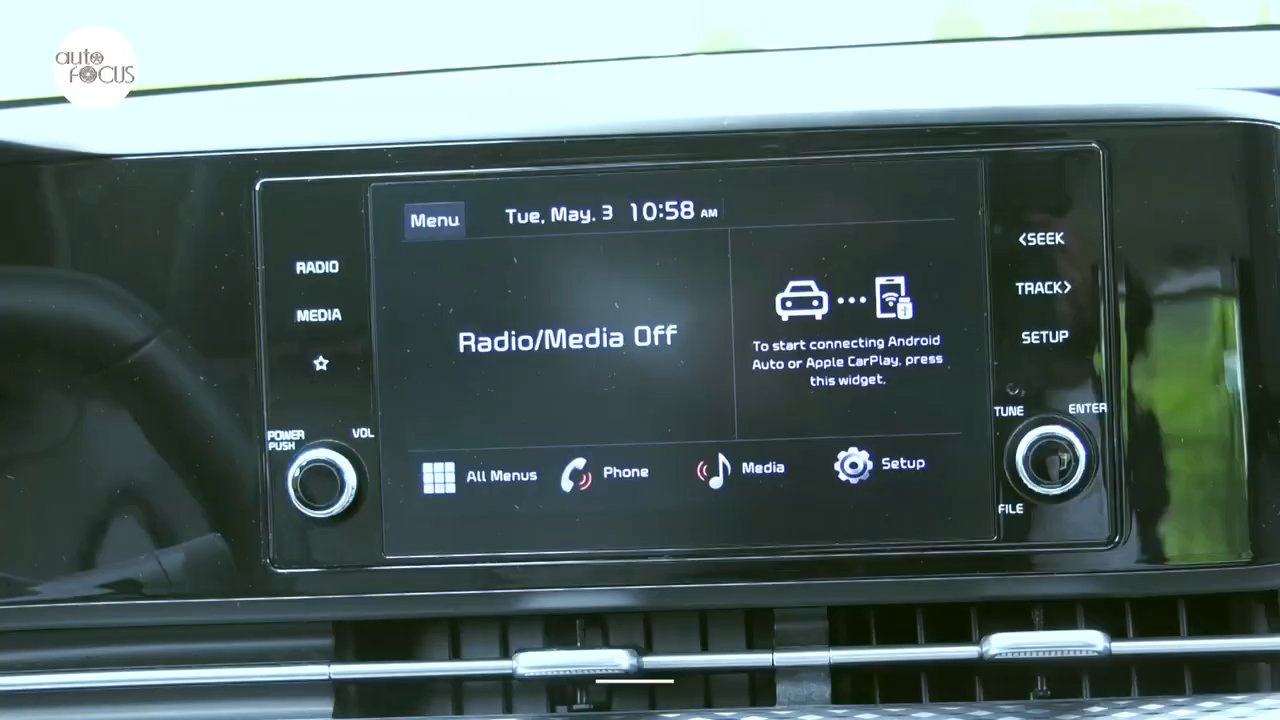 auto
FOCUS
Menu
Tue, May. 3 10:58 AM
RADIO
MEDIA
Radio/Media Off
To start connecting Android
Auto or Apple CarPlay, press
this widget.
<SEEK
TRACK>
SETUP
POWER
PUSH
VOL
TUNE
ENTER
FILE
All Menus
Phone
Media
Setup